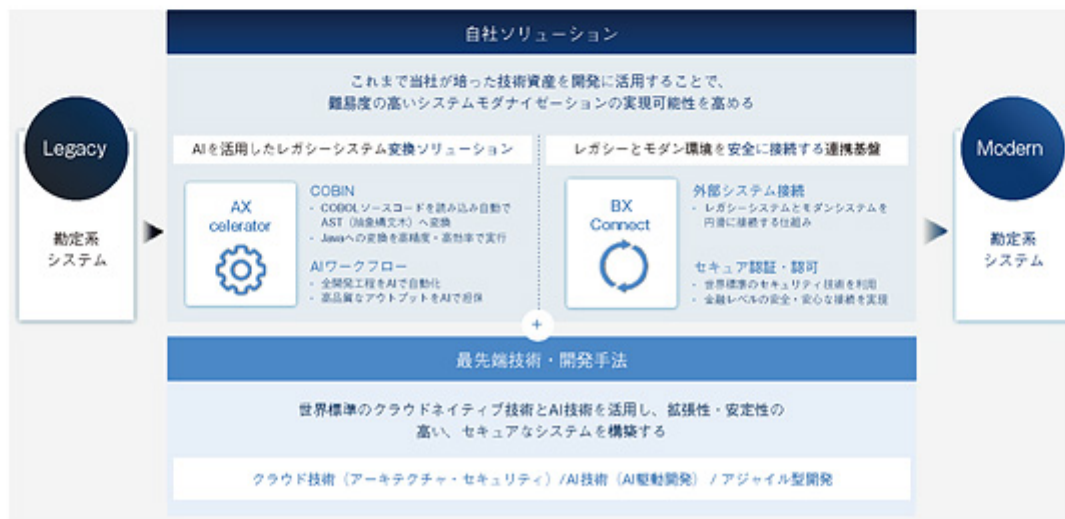 自社ソリューション
これまで当社が培った技術資産を開発に活用することで、
難易度の高いシステムモダナイゼーションの実現可能性を高める
Legacy
勘定系
システム
AIを活用したレガシーシステム変換ソリューション
AX
celerator
COBIN
- COBOLソースコードを読み込み自動で
AST（抽象構文木）へ変換
- Javaへの変換を高精度・高効率で実行
AIワークフロー
- 全開発工程をAIで自動化
- 高品質なアウトプットをAIで担保
レガシーとモダン環境を安全に接続する連携基盤
BX
Connect
外部システム接続
- レガシーシステムとモダンシステムを
円滑に接続する仕組み
セキュア認証・認可
- 世界標準のセキュリティ技術を利用
- 金融レベルの安全・安心な接続を実現
Modern
勘定系
システム
+
最先端技術・開発手法
世界標準のクラウドネイティブ技術とAI技術を活用し、拡張性・安定性の
高い、セキュアなシステムを構築する
クラウド技術（アーキテクチャ・セキュリティ）/AI技術（AI駆動開発） / アジャイル型開発